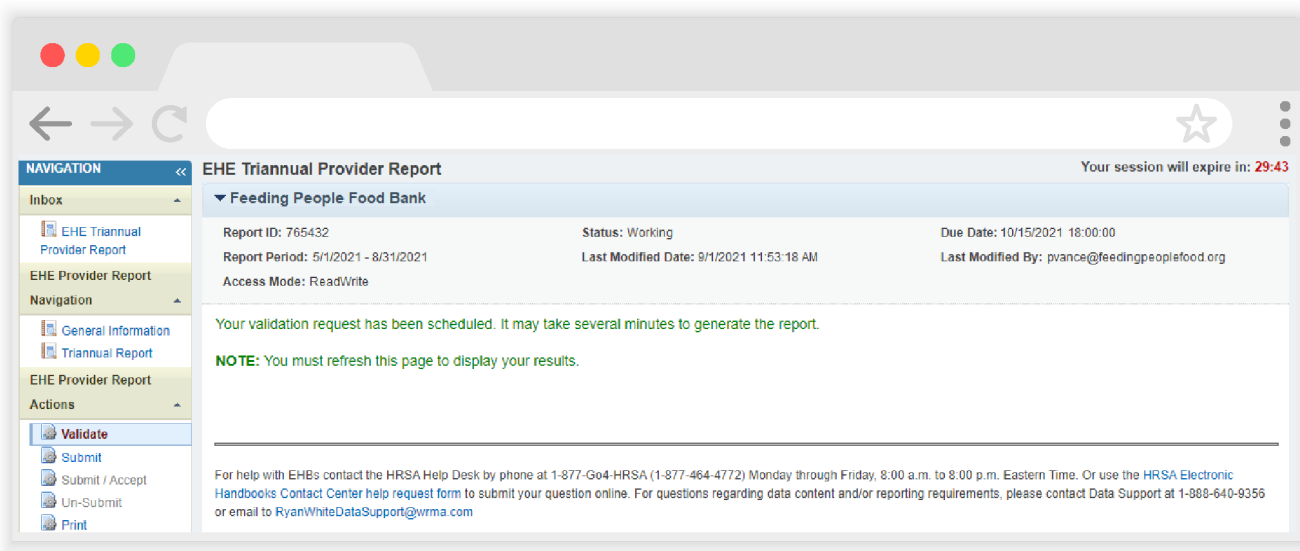 NAVIGATION «
Inbox
EHE Triannual
Provider Report
EHE Provider Report
Navigation
General Information
Triannual Report
EHE Provider Report
Actions
Validate
Submit
Submit / Accept
Un-Submit
Print
EHE Triannual Provider Report
Your session will expire in: 29:43
Feeding People Food Bank
Report ID: 765432
Status: Working
Due Date: 10/15/2021 18:00:00
Report Period: 5/1/2021 - 8/31/2021
Last Modified Date: 9/1/2021 11:53:18 AM
Last Modified By: pvance@feedingpeoplefood.org
Access Mode: ReadWrite
Your validation request has been scheduled. It may take several minutes to generate the report.
NOTE: You must refresh this page to display your results.
For help with EHBs contact the HRSA Help Desk by phone at 1-877-Go4-HRSA (1-877-464-4772) Monday through Friday, 8:00 a.m. to 8:00 p.m. Eastern Time. Or use the HRSA Electronic
Handbooks Contact Center help request form to submit your question online. For questions regarding data content and/or reporting requirements, please contact Data Support at 1-888-640-9356
or email to RyanWhiteDataSupport@wrma.com